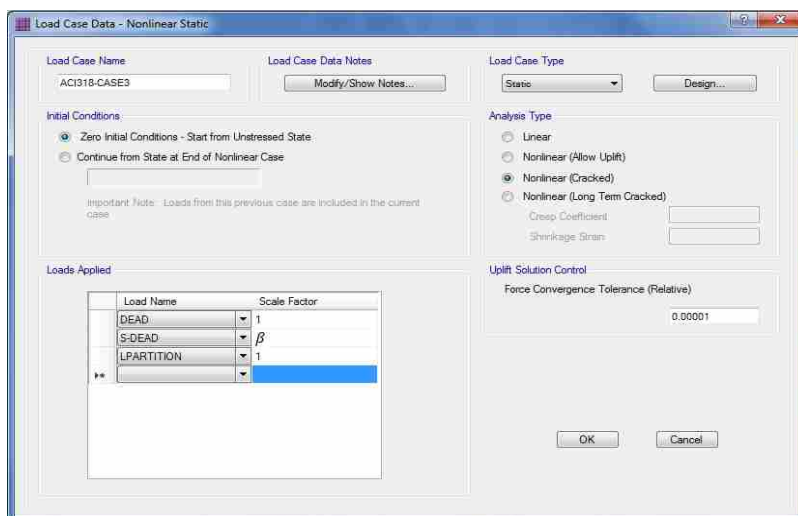 Load Case Data - Nonlinear Static
Load Case Name
ACI318-CASE3
Load Case Data Notes
Modify/Show Notes...
Load Case Type
Static
Design...
Initial Conditions
Zero Initial Conditions - Start from Unstressed State
Continue from State at End of Nonlinear Case
Important Note: Loads from this previous case are included in the current
case
Analysis Type
Linear
Nonlinear (Allow Uplift)
Nonlinear (Cracked)
Nonlinear (Long Term Cracked)
Creep Coefficient
Shrinkage Strain
Loads Applied
Load Name Scale Factor
DEAD 1
S-DEAD β
LPARTITION 1
Uplift Solution Control
Force Convergence Tolerance (Relative)
0.00001
OK
Cancel